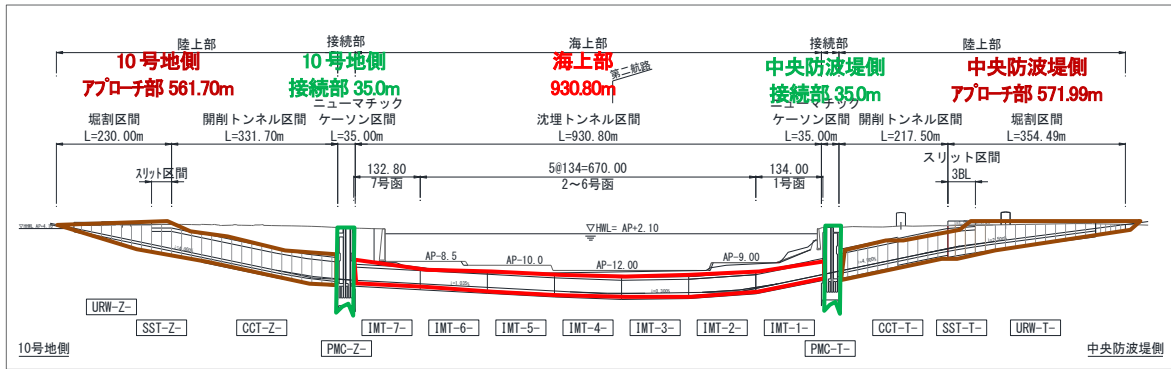 陸上部
接続部
海上部
接続部
陸上部
10 号地側
アプローチ部 561.70m
10 号地側
接続部 35.0m
海上部
930.80m
第二航路
中央防波堤側
接続部 35.0m
中央防波堤側
アプローチ部 571.99m
堀割区間
L=230.00m
開削トンネル区間
L=331.70m
ニューマチック
ケーソン区間
L=35.00m
沈埋トンネル区間
L=930.80m
ニューマチック
ケーソン区間
L=35.00m
開削トンネル区間
L=217.50m
堀割区間
L=354.49m
スリット区間
スリット区間
3BL
132.80
7号函
5@134=670.00
2～6号函
134.00
1号函
▽HWL= AP+2.10
AP-8.5
AP-10.0
AP-12.00
AP-9.00
URW-Z-
SST-Z-
CCT-Z-
PMC-Z-
IMT-7-
IMT-6-
IMT-5-
IMT-4-
IMT-3-
IMT-2-
IMT-1-
PMC-T-
CCT-T-
SST-T-
URW-T-
10号地側
中央防波堤側